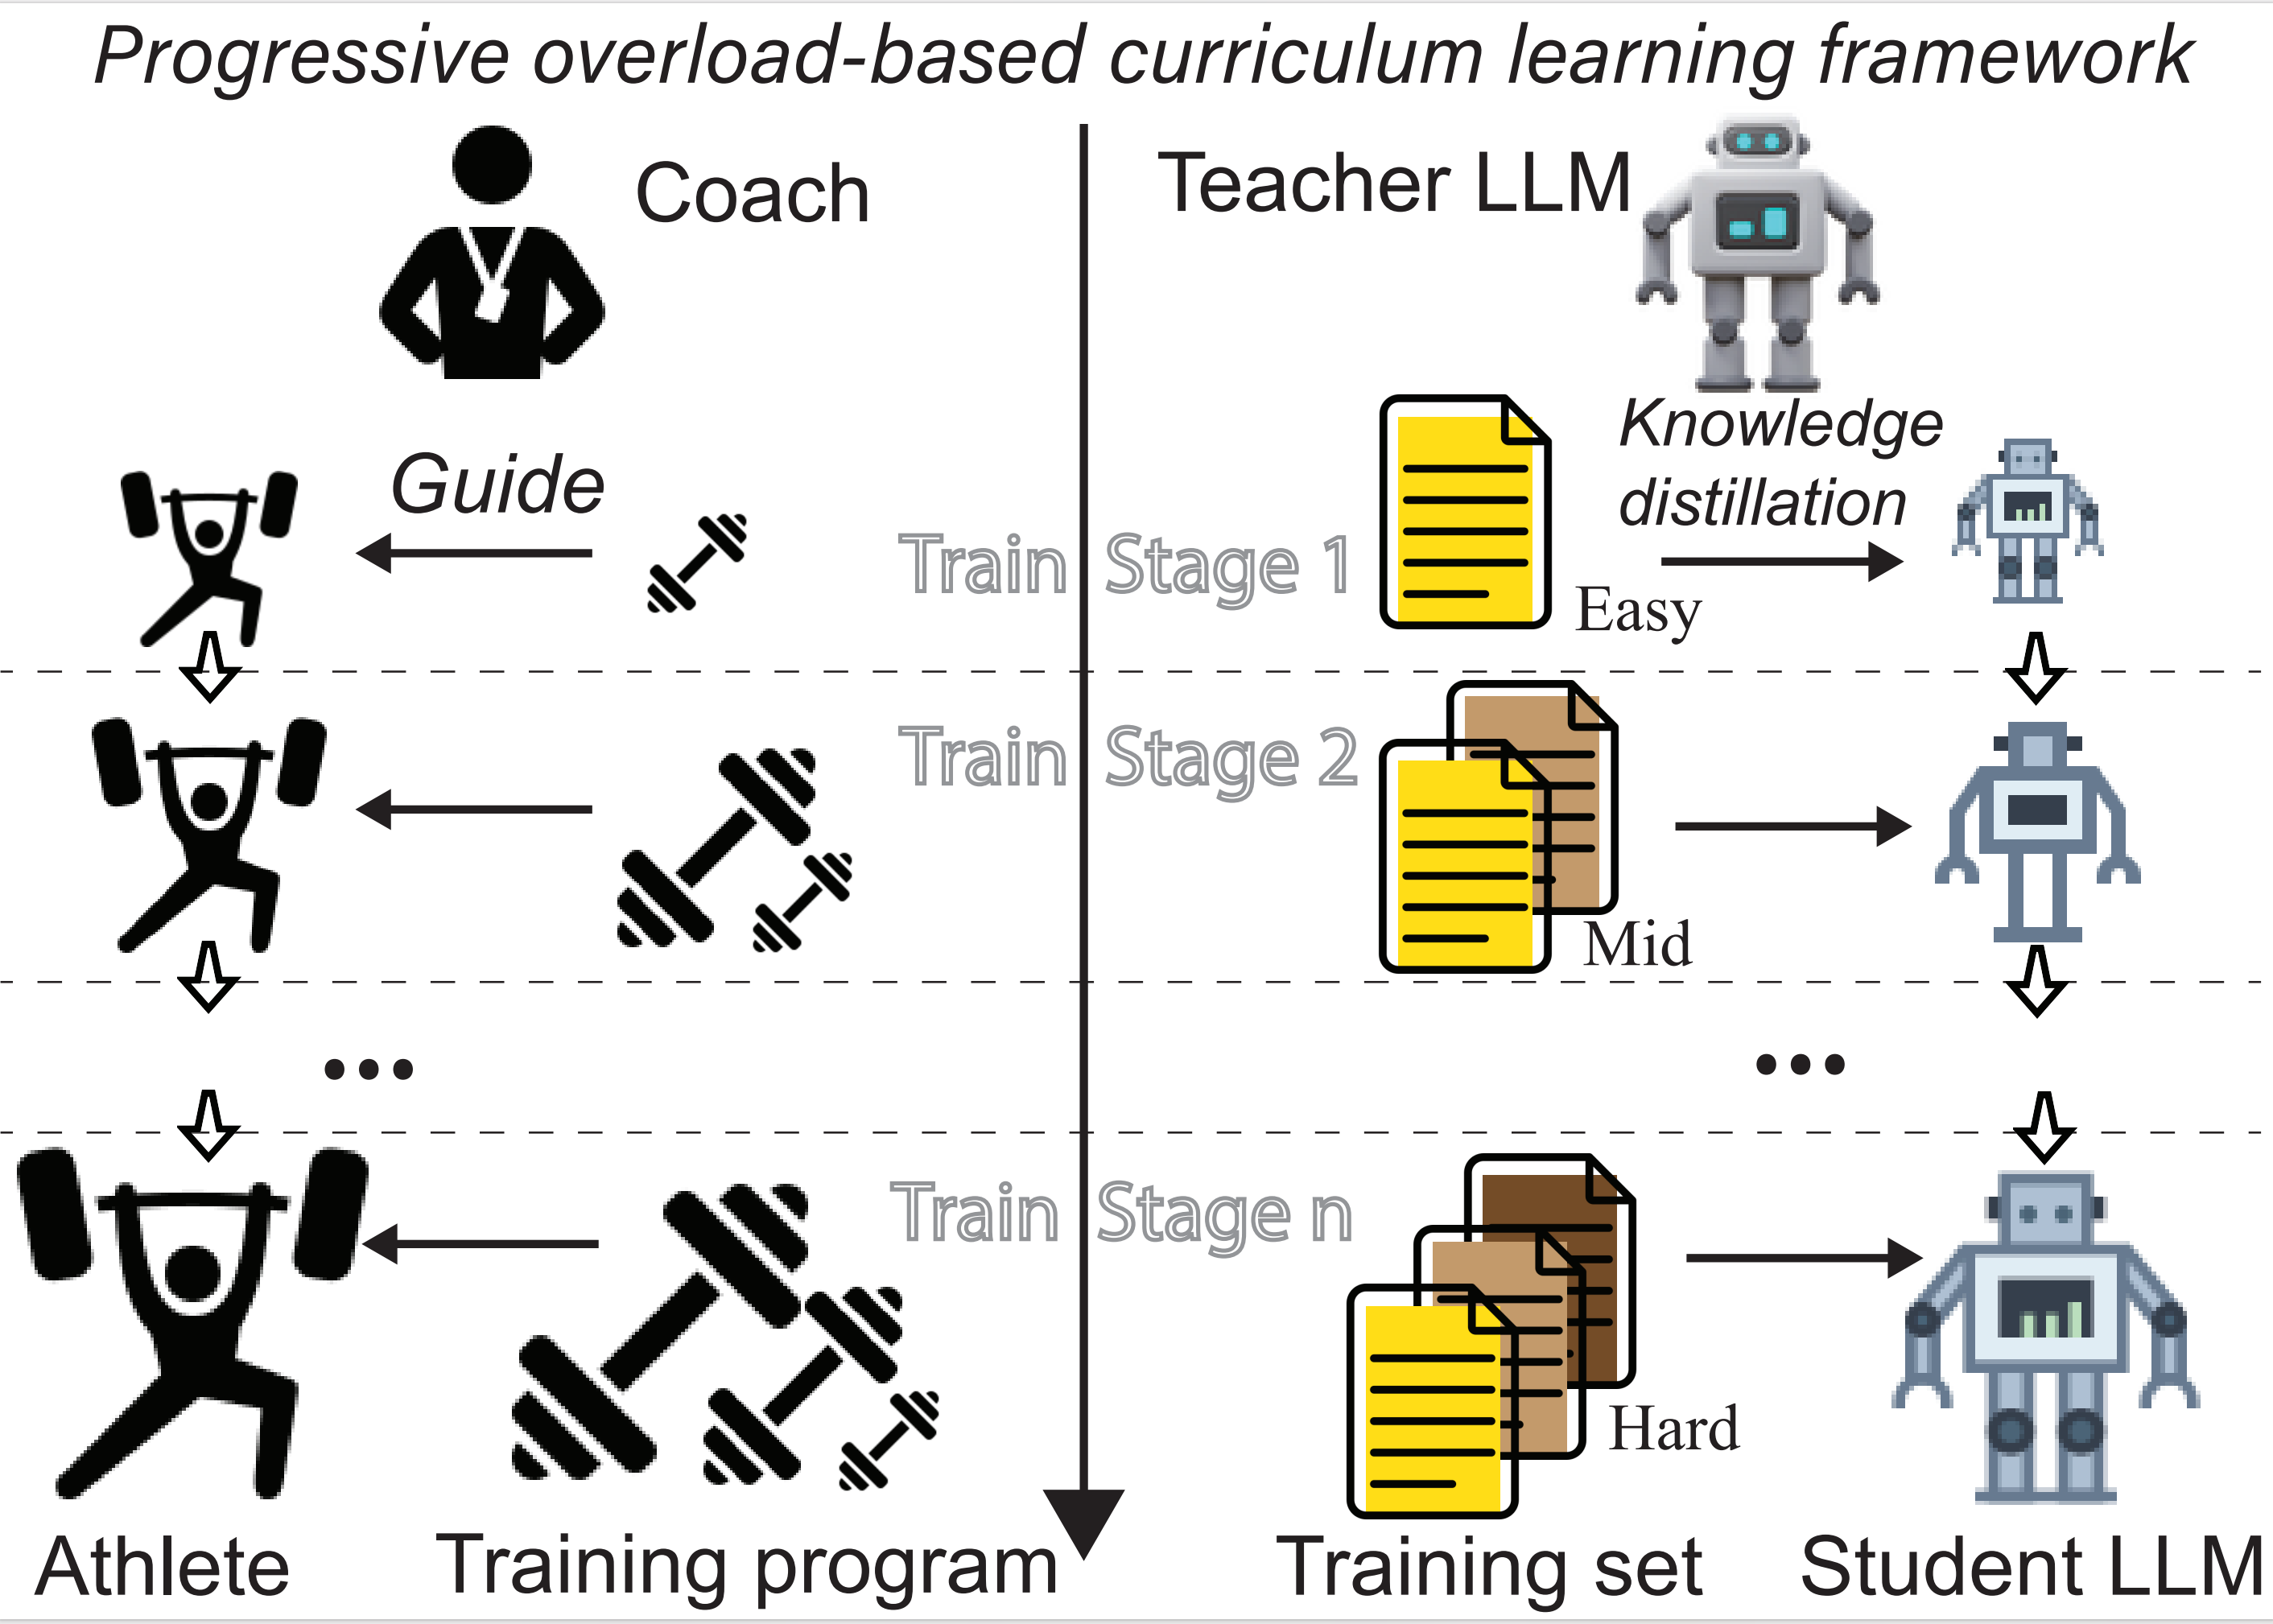 Progressive overload-based curriculum learning framework
Coach
Teacher LLM
Guide
Knowledge
distillation
Train Stage 1
Easy
Train Stage 2
Mid
...
...
Train Stage n
Hard
Athlete
Training program
Training set
Student LLM